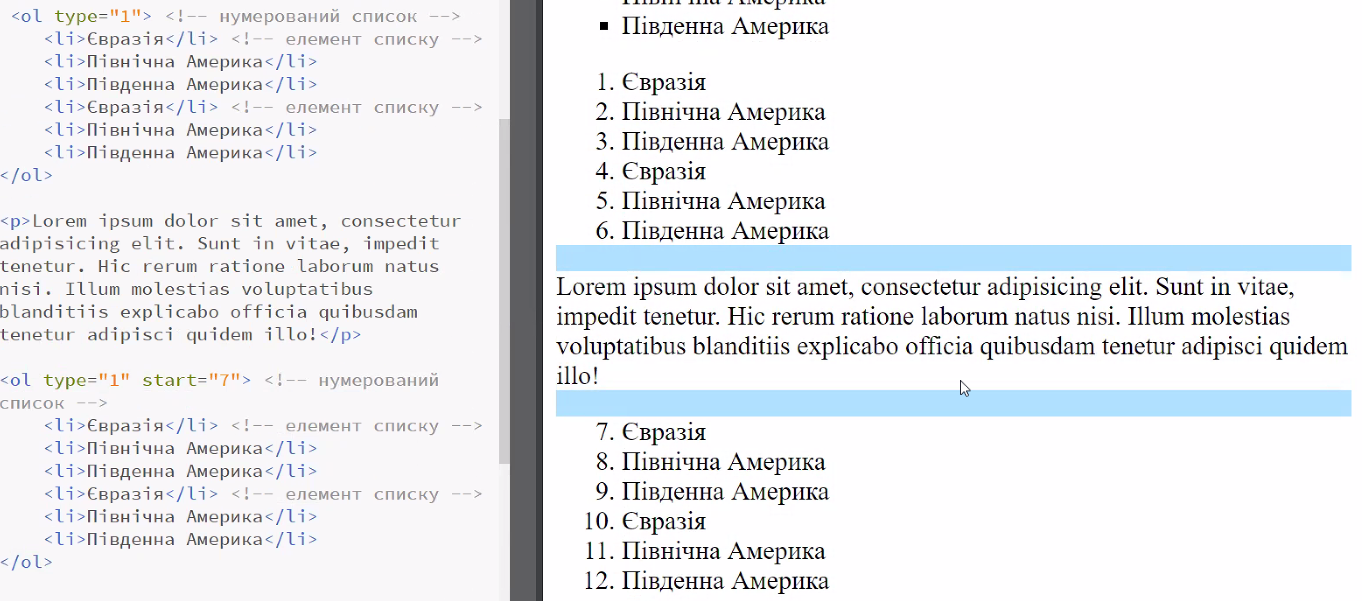 <ol type="1"> <!-- нумерований список -->
<li>Євразія</li> <!-- елемент списку -->
<li>Північна Америка</li>
<li>Південна Америка</li>
<li>Євразія</li> <!-- елемент списку -->
<li>Північна Америка</li>
<li>Південна Америка</li>
</ol>
<p>Lorem ipsum dolor sit amet, consectetur
adipisicing elit. Sunt in vitae, impedit
tenetur. Hic rerum ratione laborum natus
nisi. Illum molestias voluptatibus
blanditiis explicabo officia quibusdam
tenetur adipisci quidem illo!</p>
<ol type="1" start="7"> <!-- нумерований
список -->
<li>Євразія</li> <!-- елемент списку -->
<li>Північна Америка</li>
<li>Південна Америка</li>
<li>Євразія</li> <!-- елемент списку -->
<li>Північна Америка</li>
<li>Південна Америка</li>
</ol>
Північна Америка
Південна Америка
1. Євразія
2. Північна Америка
3. Південна Америка
4. Євразія
5. Північна Америка
6. Південна Америка
Lorem ipsum dolor sit amet, consectetur adipisicing elit. Sunt in vitae,
impedit tenetur. Hic rerum ratione laborum natus nisi. Illum molestias
voluptatibus blanditiis explicabo officia quibusdam tenetur adipisci quidem
illo!
7. Євразія
8. Північна Америка
9. Південна Америка
10. Євразія
11. Північна Америка
12. Південна Америка